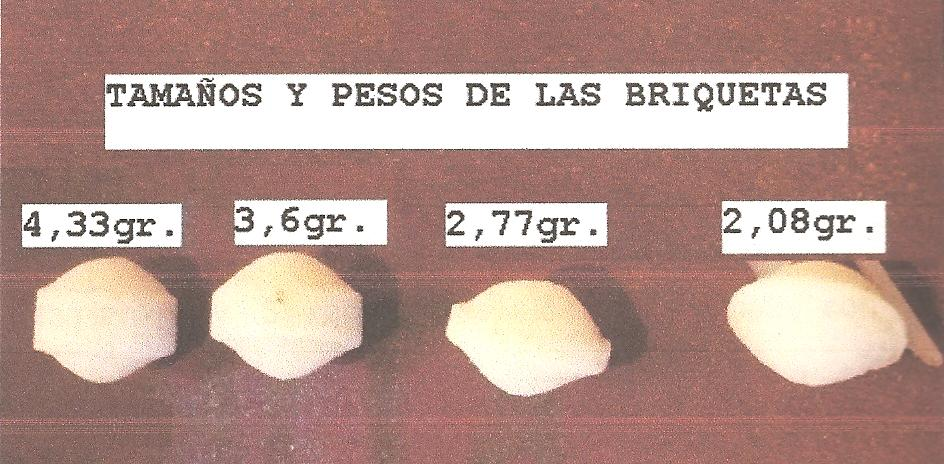 TAMAÑOS Y PESOS DE LAS BRIQUETAS
4,33gr. 3,6gr. 2,77gr. 2,08gr.